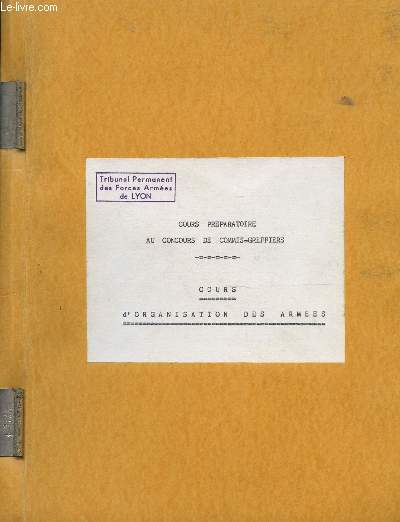 Le-livre.com
Tribunal Permanent
des Forces Armées
de LYON
COURS PREPARATOIRE
AU CONCOURS DE COMMIS-GREFFIERS
-=-=-=-=-=-
COURS
=========
d'ORGANISATION DES ARMEES